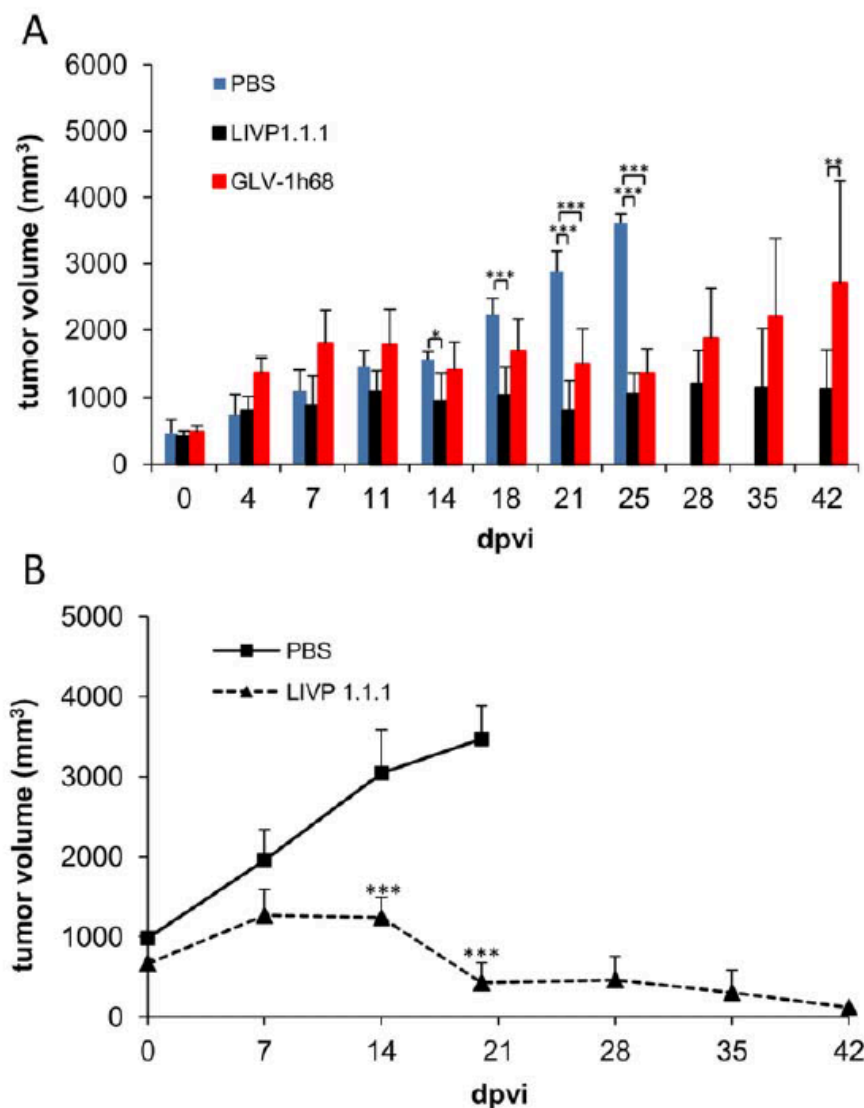 A
tumor volume (mm³)
6000
5000
4000
3000
2000
1000
0
PBS
LIVP1.1.1
GLV-1h68
*
***
***
***
***
***
**
0 4 7 11 14 18 21 25 28 35 42
dpvi
B
tumor volume (mm³)
5000
4000
3000
2000
1000
0
PBS
LIVP 1.1.1
***
***
0 7 14 21 28 35 42
dpvi